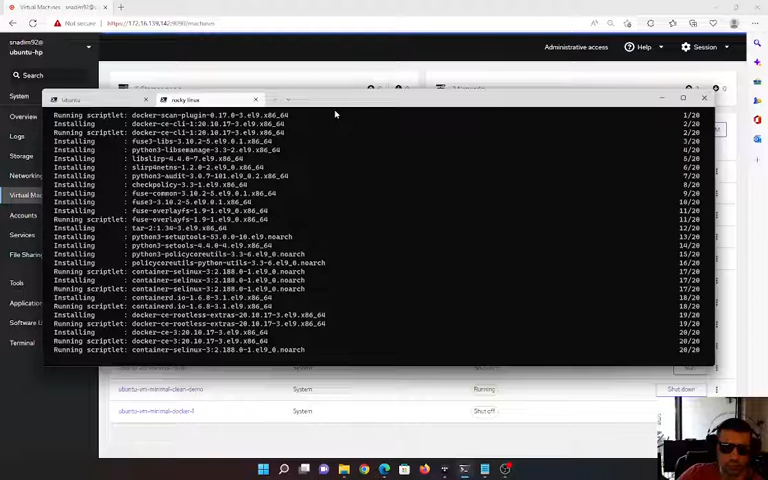 Virtual Machines - snadim92@
Not secure
https://172.16.139.142:9090/machines
snadim92@
ubuntu-hp
Administrative access
Help
Session
Search
System
Overview
Logs
Storage
Networking
Virtual Mac
Accounts
Services
File Sharing
Tools
Software
Terminal
ubuntu
rocky linux
Running scriptlet: docker-scan-plugin-0.17.0-3.el9.x86_64 1/20
Installing : docker-ce-cli-1:20.10.17-3.el9.x86_64 2/20
Running scriptlet: docker-ce-cli-1:20.10.17-3.el9.x86_64 2/20
Installing : fuse3-libs-3.10.2-5.el9.0.1.x86_64 3/20
Installing : python3-libsemanage-3.3-2.el9.x86_64 4/20
Installing : libslirp-4.4.0-7.el9.x86_64 5/20
Installing : slirp4netns-1.2.0-2.el9_0.x86_64 6/20
Installing : python3-audit-3.0.7-101.el9_0.2.x86_64 7/20
Installing : checkpolicy-3.3-1.el9.x86_64 8/20
Installing : fuse-common-3.10.2-5.el9.0.1.x86_64 9/20
Installing : fuse3-3.10.2-5.el9.0.1.x86_64 10/20
Installing : fuse-overlayfs-1.9-1.el9_0.x86_64 11/20
Running scriptlet: fuse-overlayfs-1.9-1.el9_0.x86_64 11/20
Installing : tar-2:1.34-3.el9.x86_64 12/20
Installing : python3-setuptools-53.0.0-10.el9.noarch 13/20
Installing : python3-setools-4.4.0-4.el9.x86_64 14/20
Installing : python3-policycoreutils-3.3-6.el9_0.noarch 15/20
Installing : policycoreutils-python-utils-3.3-6.el9_0.noarch 16/20
Running scriptlet: container-selinux-3:2.188.0-1.el9_0.noarch 17/20
Installing : container-selinux-3:2.188.0-1.el9_0.noarch 17/20
Running scriptlet: container-selinux-3:2.188.0-1.el9_0.noarch 17/20
Installing : containerd.io-1.6.8-3.1.el9.x86_64 18/20
Running scriptlet: containerd.io-1.6.8-3.1.el9.x86_64 18/20
Installing : docker-ce-rootless-extras-20.10.17-3.el9.x86_64 19/20
Running scriptlet: docker-ce-rootless-extras-20.10.17-3.el9.x86_64 19/20
Installing : docker-ce-3:20.10.17-3.el9.x86_64 20/20
Running scriptlet: docker-ce-3:20.10.17-3.el9.x86_64 20/20
Running scriptlet: container-selinux-3:2.188.0-1.el9_0.noarch 20/20
ubuntu-vm-minimal-clean-demo System Running Shut down
ubuntu-vm-minimal-docker-1 System Shut off